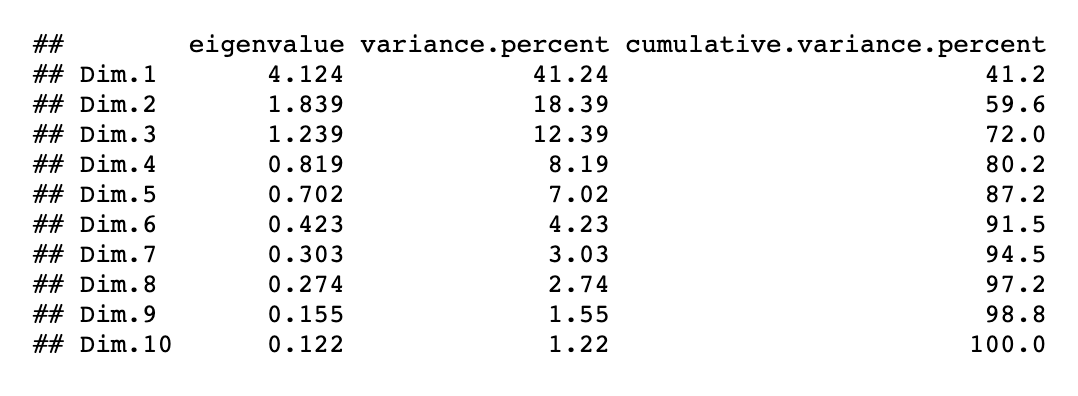 ##        eigenvalue variance.percent cumulative.variance.percent
## Dim.1       4.124            41.24                        41.2
## Dim.2       1.839            18.39                        59.6
## Dim.3       1.239            12.39                        72.0
## Dim.4       0.819             8.19                        80.2
## Dim.5       0.702             7.02                        87.2
## Dim.6       0.423             4.23                        91.5
## Dim.7       0.303             3.03                        94.5
## Dim.8       0.274             2.74                        97.2
## Dim.9       0.155             1.55                        98.8
## Dim.10      0.122             1.22                       100.0